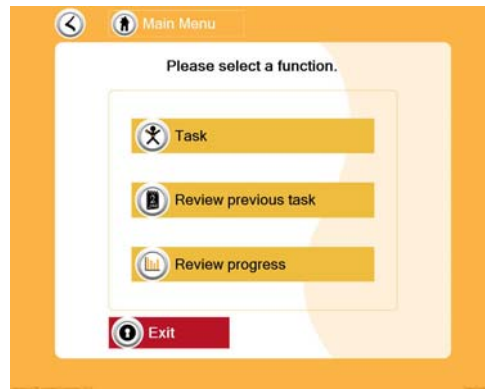 Main Menu
Please select a function.
Task
Review previous task
Review progress
Exit